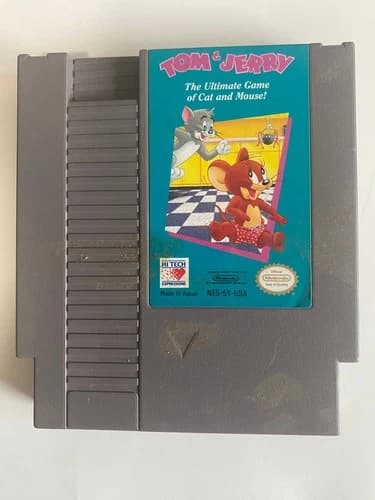 TOM & JERRY
The Ultimate Game
of Cat and Mouse!
HI TECH
EXPRESSIONS
Made in Japan
Nintendo
NES-5Y-USA
Official
Nintendo
Seal of Quality